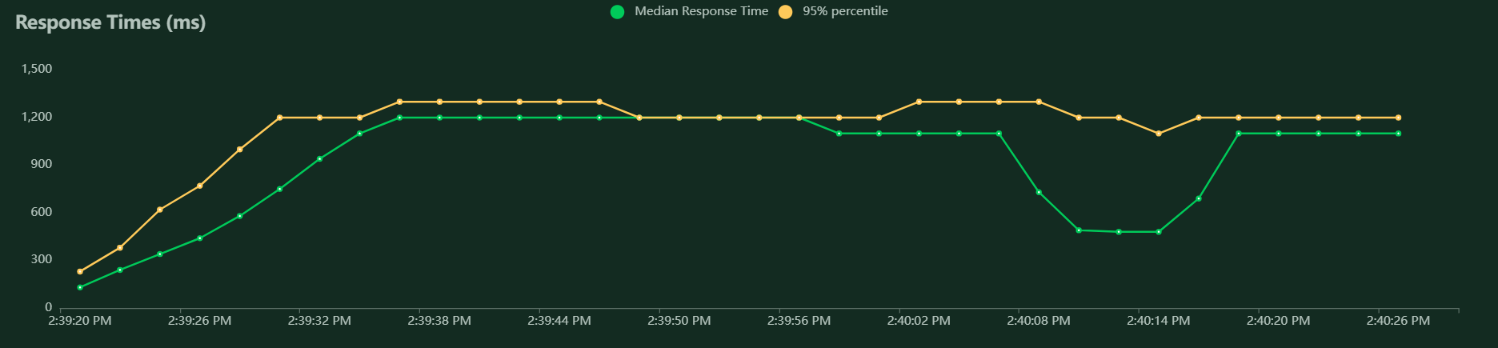 Response Times (ms)
Median Response Time 95% percentile
1,500
1,200
900
600
300
0
2:39:20 PM 2:39:26 PM 2:39:32 PM 2:39:38 PM 2:39:44 PM 2:39:50 PM 2:39:56 PM 2:40:02 PM 2:40:08 PM 2:40:14 PM 2:40:20 PM 2:40:26 PM